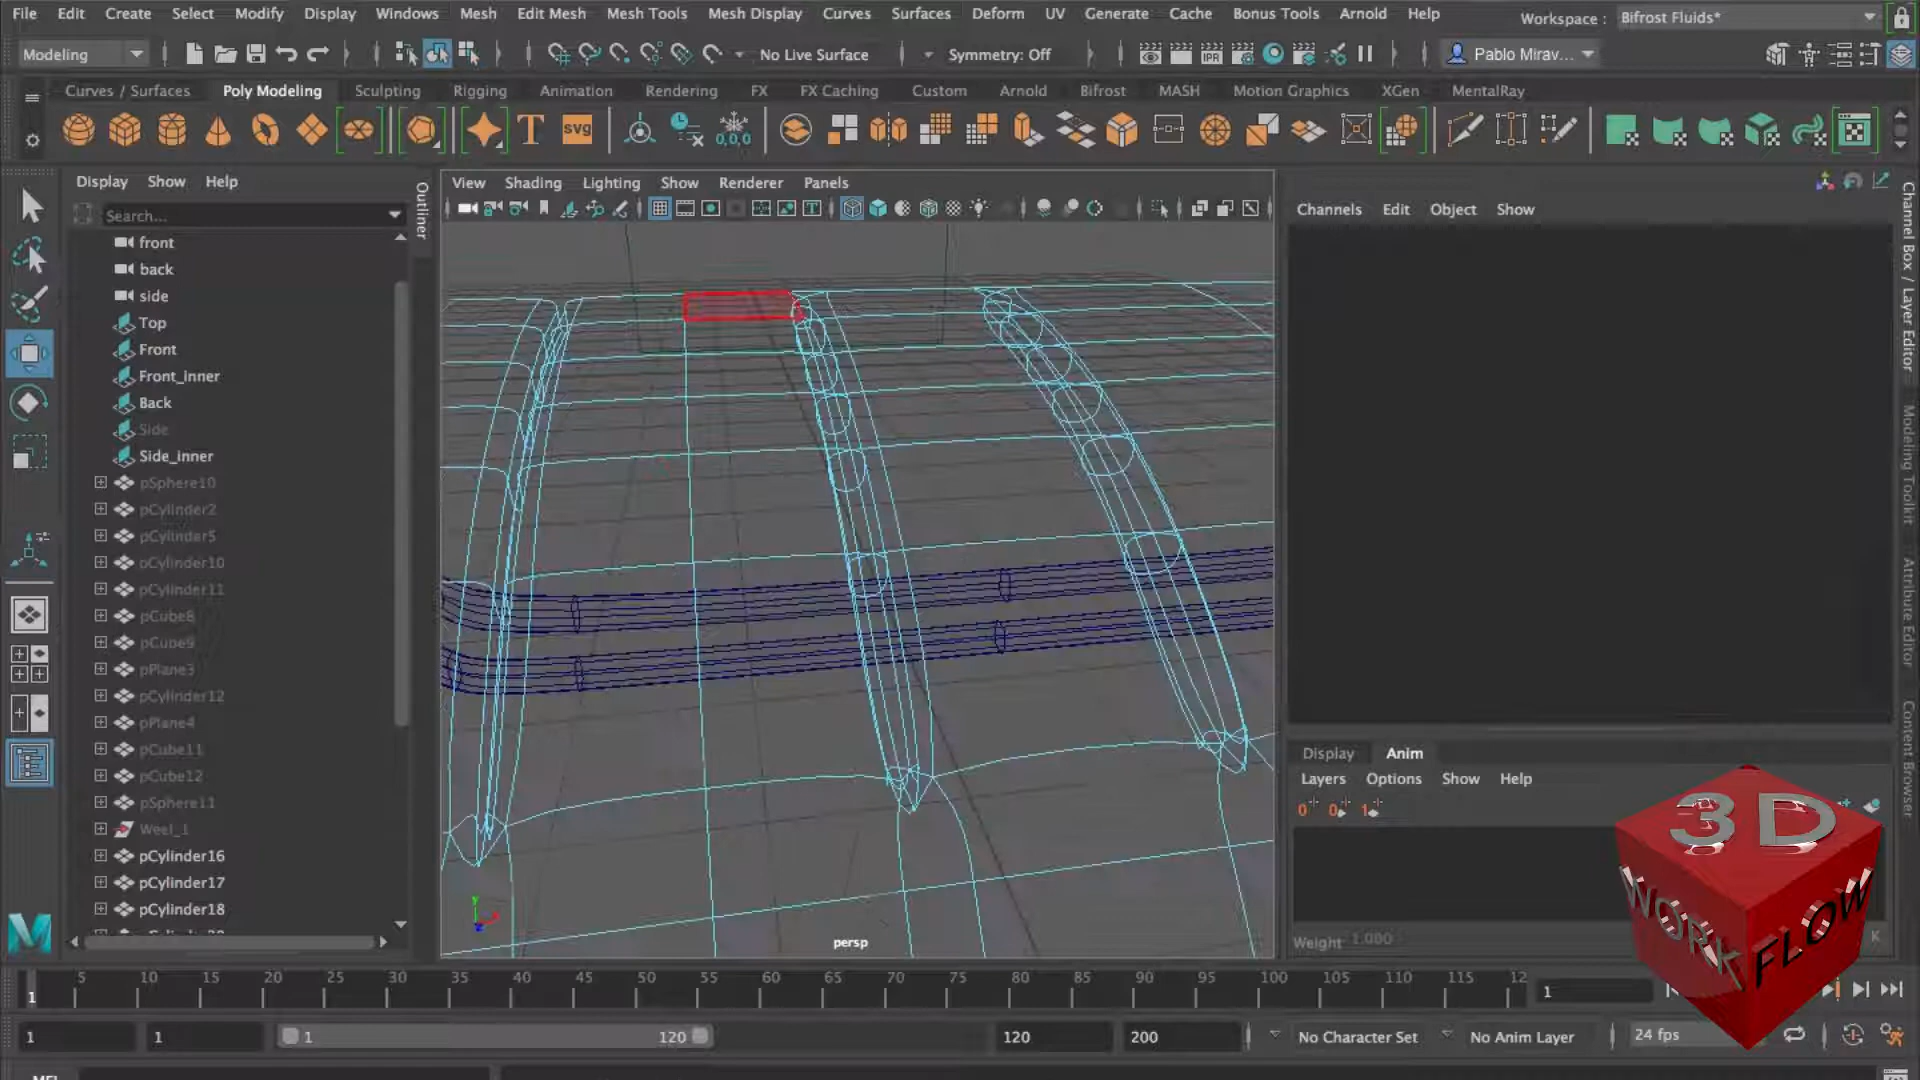 File Edit Create Select Modify Display Windows Mesh Edit Mesh Mesh Tools Mesh Display Curves Surfaces Deform UV Generate Cache Bonus Tools Arnold Help Workspace : Bifrost Fluids*
Modeling No Live Surface Symmetry: Off IPR Pablo Mirav...
Curves / Surfaces Poly Modeling Sculpting Rigging Animation Rendering FX FX Caching Custom Arnold Bifrost MASH Motion Graphics XGen MentalRay
T SVG 0,0,0
Display Show Help
Search...
Outliner
front
back
side
Top
Front
Front_inner
Back
Side
Side_inner
pSphere10
pCylinder2
pCylinder5
pCylinder10
pCylinder11
pCube8
pCube9
pPlane3
pCylinder12
pPlane4
pCube11
pCube12
pSphere11
Weel_1
pCylinder16
pCylinder17
pCylinder18
View Shading Lighting Show Renderer Panels
persp
Channels Edit Object Show
Channel Box / Layer Editor
Modeling Toolkit
Attribute Editor
Content Browser
Display Anim
Layers Options Show Help
Weight 1.000 K
3D
WORK FLOW
5 10 15 20 25 30 35 40 45 50 55 60 65 70 75 80 85 90 95 100 105 110 115 12
1 1
1 1 1 120 120 200 No Character Set No Anim Layer 24 fps